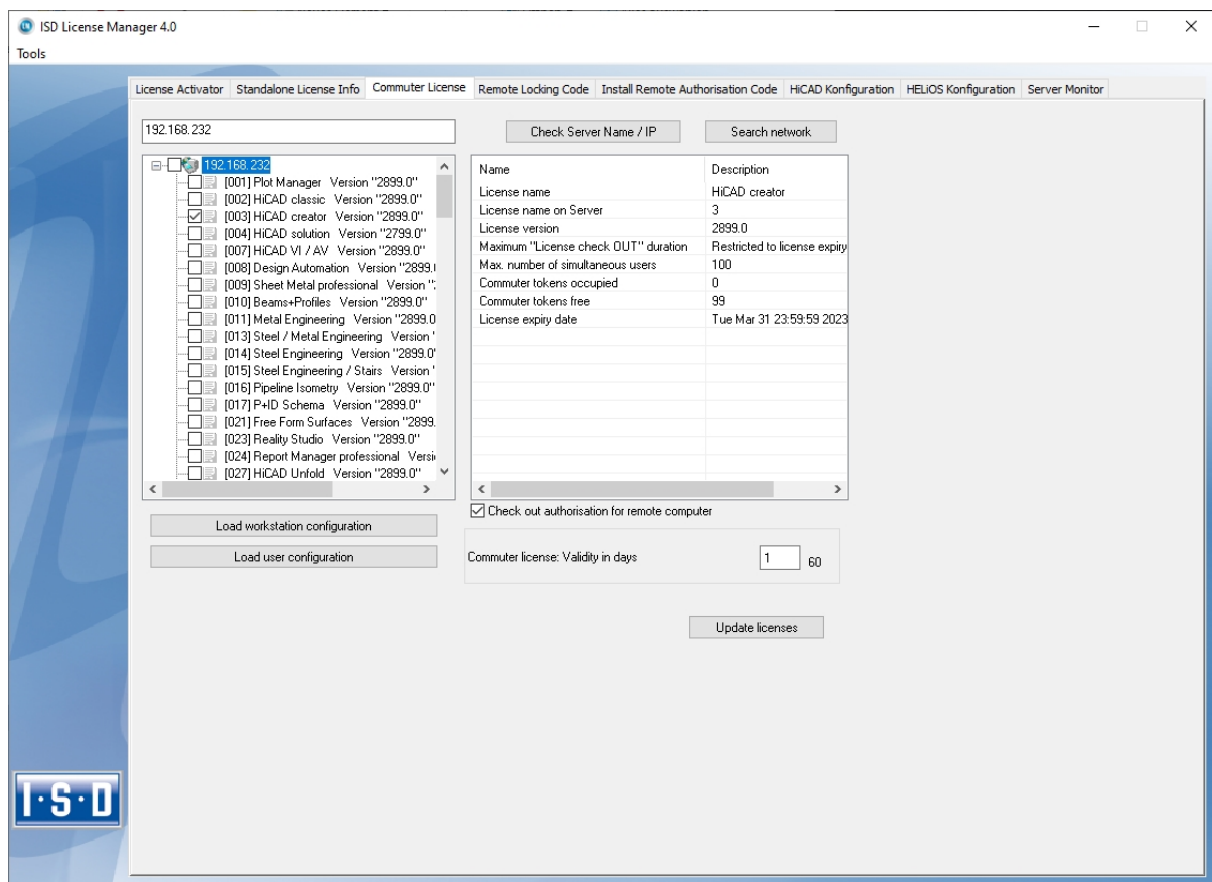 ISD License Manager 4.0
Tools
License Activator Standalone License Info Commuter License Remote Locking Code Install Remote Authorisation Code HiCAD Konfiguration HELiOS Konfiguration Server Monitor
192.168.232 Check Server Name / IP Search network
192.168.232
[001] Plot Manager Version "2899.0"
[002] HiCAD classic Version "2899.0"
[003] HiCAD creator Version "2899.0"
[004] HiCAD solution Version "2799.0"
[007] HiCAD VI / AV Version "2899.0"
[008] Design Automation Version "2899.
[009] Sheet Metal professional Version "
[010] Beams+Profiles Version "2899.0"
[011] Metal Engineering Version "2899.0
[013] Steel / Metal Engineering Version "
[014] Steel Engineering Version "2899.0"
[015] Steel Engineering / Stairs Version "
[016] Pipeline Isometry Version "2899.0"
[017] P+ID Schema Version "2899.0"
[021] Free Form Surfaces Version "2899.
[023] Reality Studio Version "2899.0"
[024] Report Manager professional Versi
[027] HiCAD Unfold Version "2899.0"
Name Description
License name HiCAD creator
License name on Server 3
License version 2899.0
Maximum "License check OUT" duration Restricted to license expiry
Max. number of simultaneous users 100
Commuter tokens occupied 0
Commuter tokens free 99
License expiry date Tue Mar 31 23:59:59 2023
Load workstation configuration
Load user configuration
Check out authorisation for remote computer
Commuter license: Validity in days 1 60
Update licenses
I·S·D